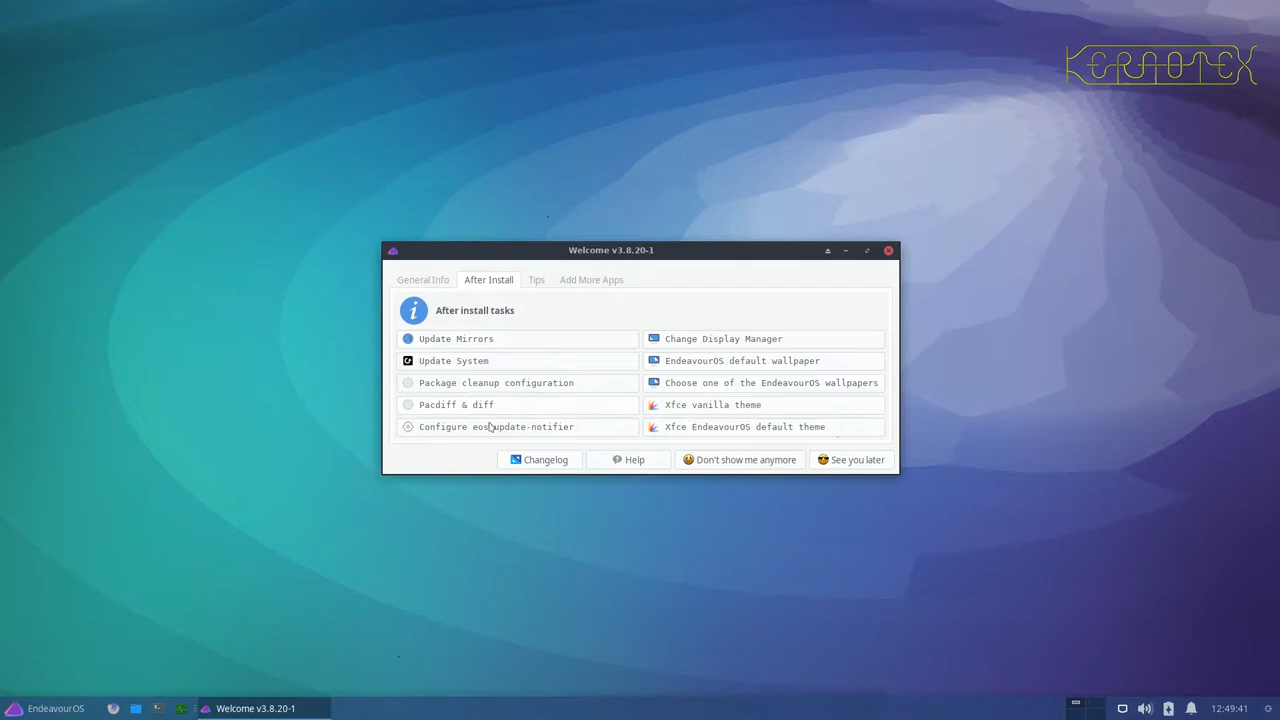 KERNOTEX
Welcome v3.8.20-1
General Info After Install Tips Add More Apps
After install tasks
Update Mirrors Change Display Manager
Update System EndeavourOS default wallpaper
Package cleanup configuration Choose one of the EndeavourOS wallpapers
Pacdiff & diff Xfce vanilla theme
Configure eos-update-notifier Xfce EndeavourOS default theme
Changelog Help Don't show me anymore See you later
EndeavourOS Welcome v3.8.20-1 12:49:41